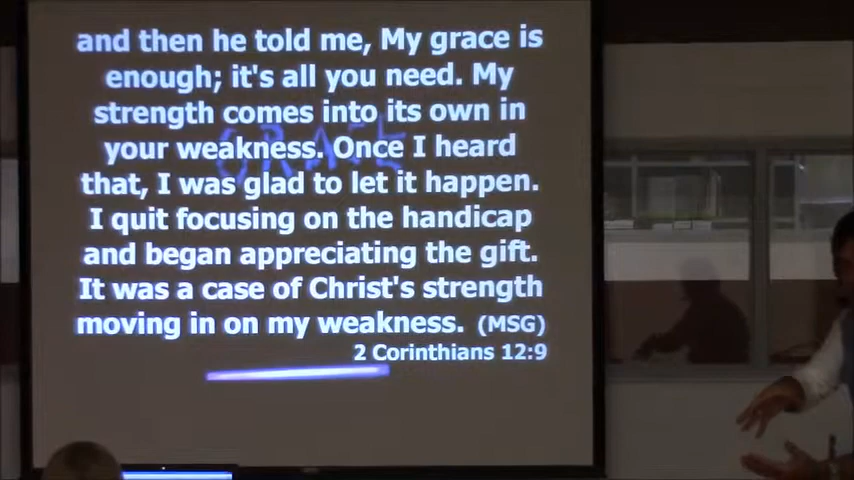 and then he told me, My grace is
enough; it's all you need. My
strength comes into its own in
your weakness. Once I heard
that, I was glad to let it happen.
I quit focusing on the handicap
and began appreciating the gift.
It was a case of Christ's strength
moving in on my weakness. (MSG)
2 Corinthians 12:9
GRACE